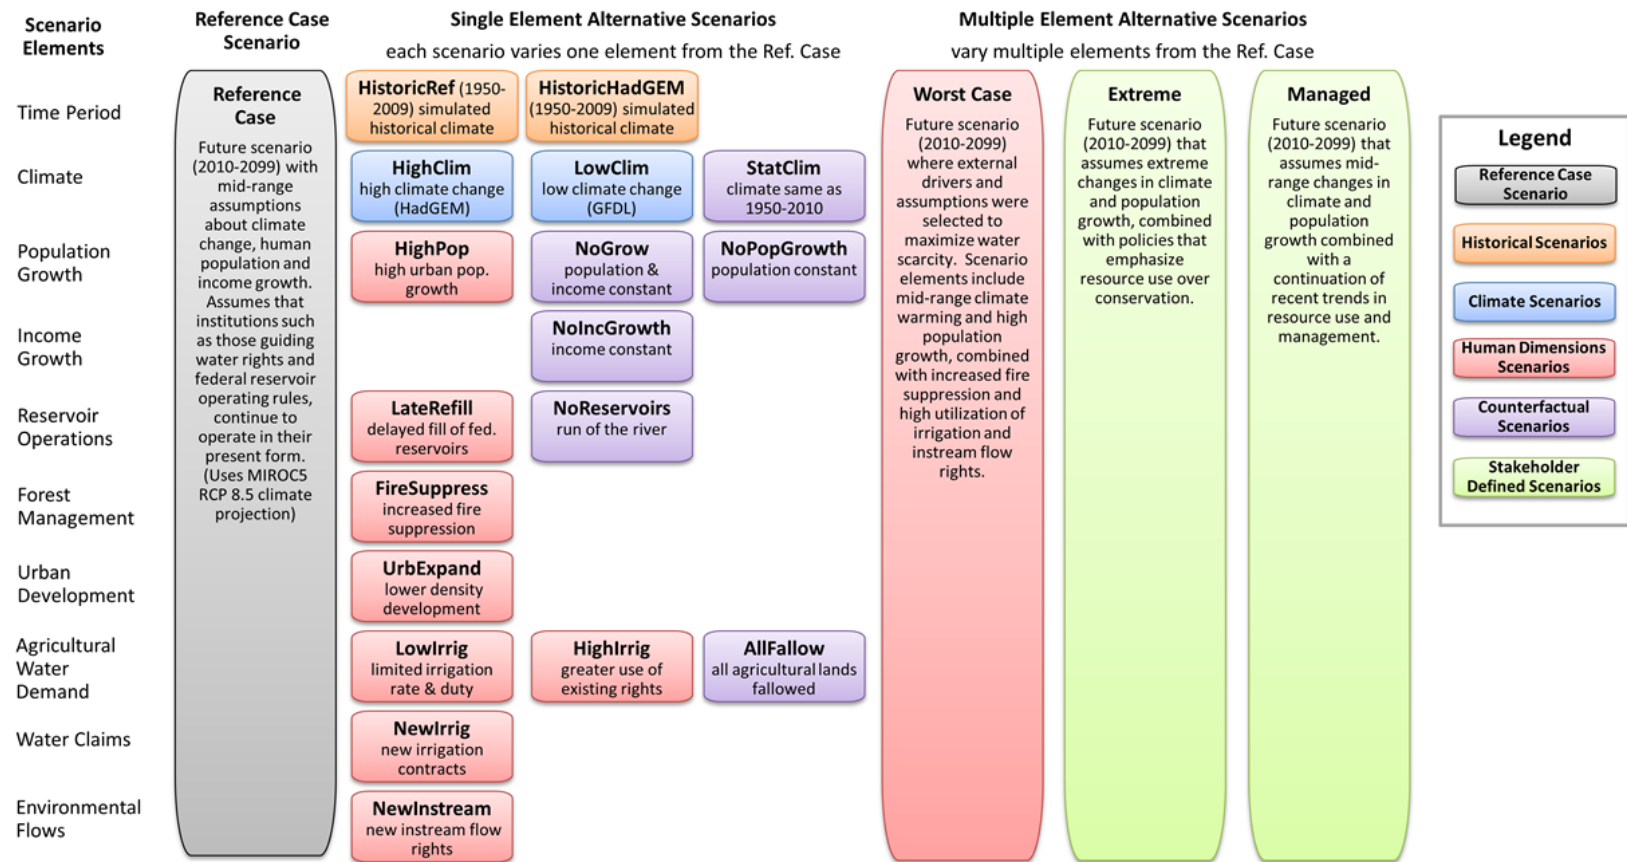 Scenario
Elements
Reference Case
Scenario
Single Element Alternative Scenarios
each scenario varies one element from the Ref. Case
Multiple Element Alternative Scenarios
vary multiple elements from the Ref. Case
Time Period
Climate
Population
Growth
Income
Growth
Reservoir
Operations
Forest
Management
Urban
Development
Agricultural
Water
Demand
Water Claims
Environmental
Flows
Reference
Case
Future scenario
(2010-2099) with
mid-range
assumptions
about climate
change, human
population and
income growth.
Assumes that
institutions such
as those guiding
water rights and
federal reservoir
operating rules,
continue to
operate in their
present form.
(Uses MIROC5
RCP 8.5 climate
projection)
HistoricRef (1950-
2009) simulated
historical climate
HistoricHadGEM
(1950-2009) simulated
historical climate
HighClim
high climate change
(HadGEM)
LowClim
low climate change
(GFDL)
StatClim
climate same as
1950-2010
HighPop
high urban pop.
growth
NoGrow
population &
income constant
NoPopGrowth
population constant
NoIncGrowth
income constant
LateRefill
delayed fill of fed.
reservoirs
NoReservoirs
run of the river
FireSuppress
increased fire
suppression
UrbExpand
lower density
development
LowIrrig
limited irrigation
rate & duty
HighIrrig
greater use of
existing rights
AllFallow
all agricultural lands
fallowed
NewIrrig
new irrigation
contracts
NewInstream
new instream flow
rights
Worst Case
Future scenario
(2010-2099)
where external
drivers and
assumptions were
selected to
maximize water
scarcity. Scenario
elements include
mid-range climate
warming and high
population
growth, combined
with increased fire
suppression and
high utilization of
irrigation and
instream flow
rights.
Extreme
Future scenario
(2010-2099) that
assumes extreme
changes in climate
and population
growth, combined
with policies that
emphasize
resource use over
conservation.
Managed
Future scenario
(2010-2099) that
assumes mid-
range changes in
climate and
population
growth combined
with a
continuation of
recent trends in
resource use and
management.
Legend
Reference Case
Scenario
Historical Scenarios
Climate Scenarios
Human Dimensions
Scenarios
Counterfactual
Scenarios
Stakeholder
Defined Scenarios